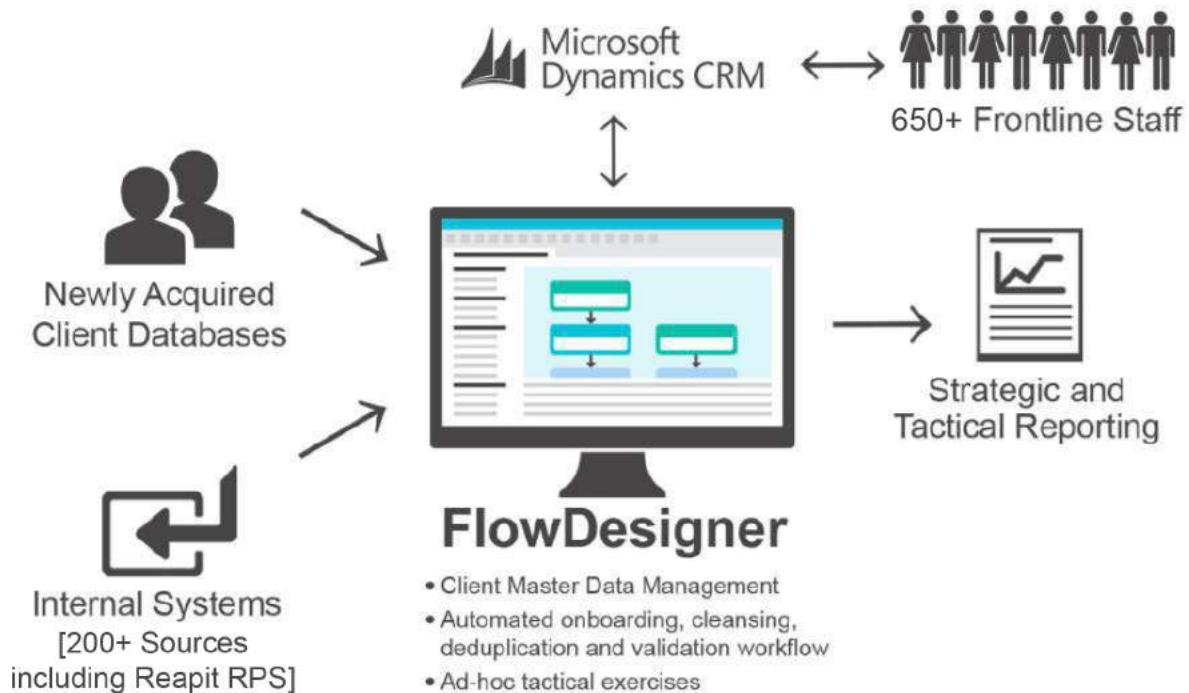 Microsoft
Dynamics CRM
650+ Frontline Staff
Newly Acquired
Client Databases
Strategic and
Tactical Reporting
FlowDesigner
Internal Systems
[200+ Sources
including Reapit RPS]
• Client Master Data Management
• Automated onboarding, cleansing,
deduplication and validation workflow
• Ad-hoc tactical exercises